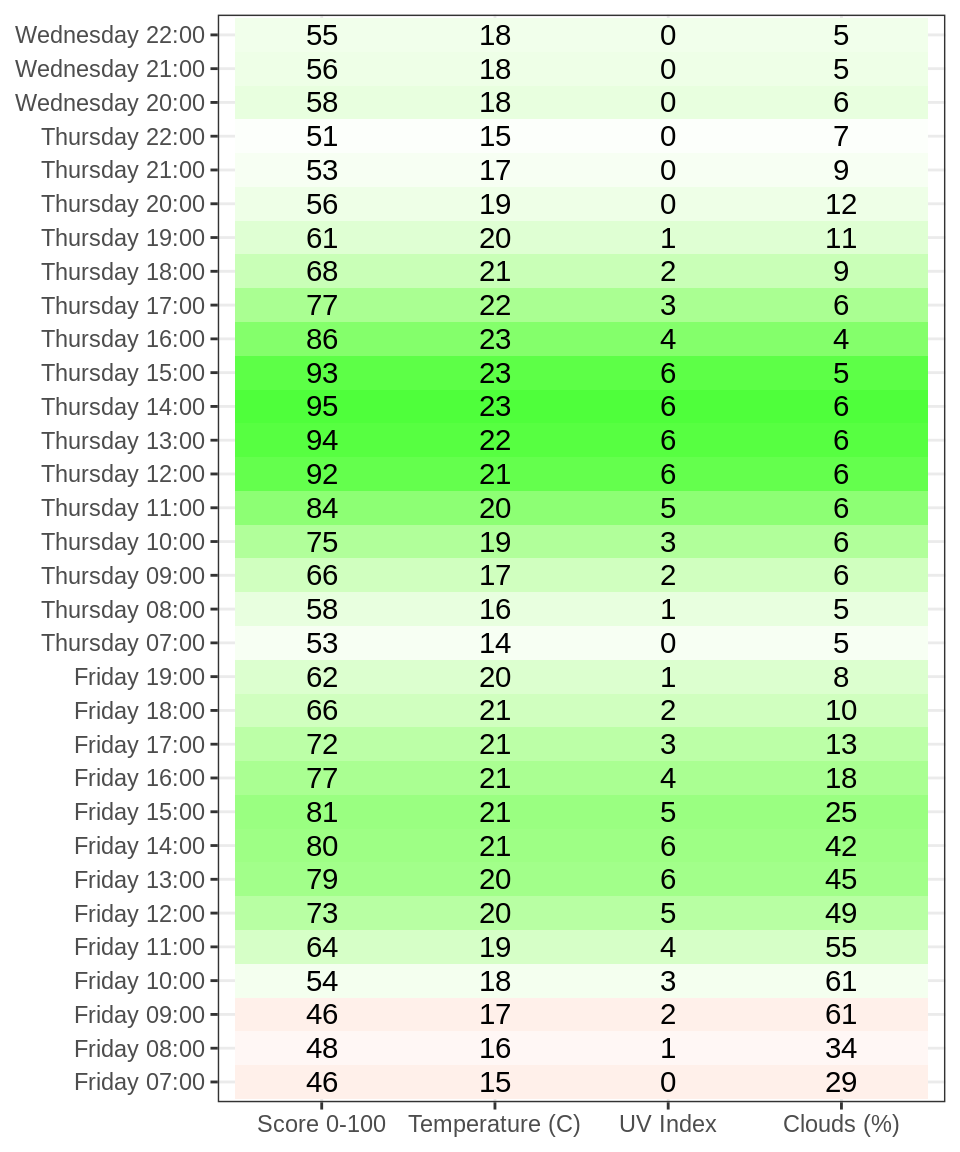 Wednesday 22:00 55 18 0 5
Wednesday 21:00 56 18 0 5
Wednesday 20:00 58 18 0 6
Thursday 22:00 51 15 0 7
Thursday 21:00 53 17 0 9
Thursday 20:00 56 19 0 12
Thursday 19:00 61 20 1 11
Thursday 18:00 68 21 2 9
Thursday 17:00 77 22 3 6
Thursday 16:00 86 23 4 4
Thursday 15:00 93 23 6 5
Thursday 14:00 95 23 6 6
Thursday 13:00 94 22 6 6
Thursday 12:00 92 21 6 6
Thursday 11:00 84 20 5 6
Thursday 10:00 75 19 3 6
Thursday 09:00 66 17 2 6
Thursday 08:00 58 16 1 5
Thursday 07:00 53 14 0 5
Friday 19:00 62 20 1 8
Friday 18:00 66 21 2 10
Friday 17:00 72 21 3 13
Friday 16:00 77 21 4 18
Friday 15:00 81 21 5 25
Friday 14:00 80 21 6 42
Friday 13:00 79 20 6 45
Friday 12:00 73 20 5 49
Friday 11:00 64 19 4 55
Friday 10:00 54 18 3 61
Friday 09:00 46 17 2 61
Friday 08:00 48 16 1 34
Friday 07:00 46 15 0 29
Score 0-100 Temperature (C) UV Index Clouds (%)